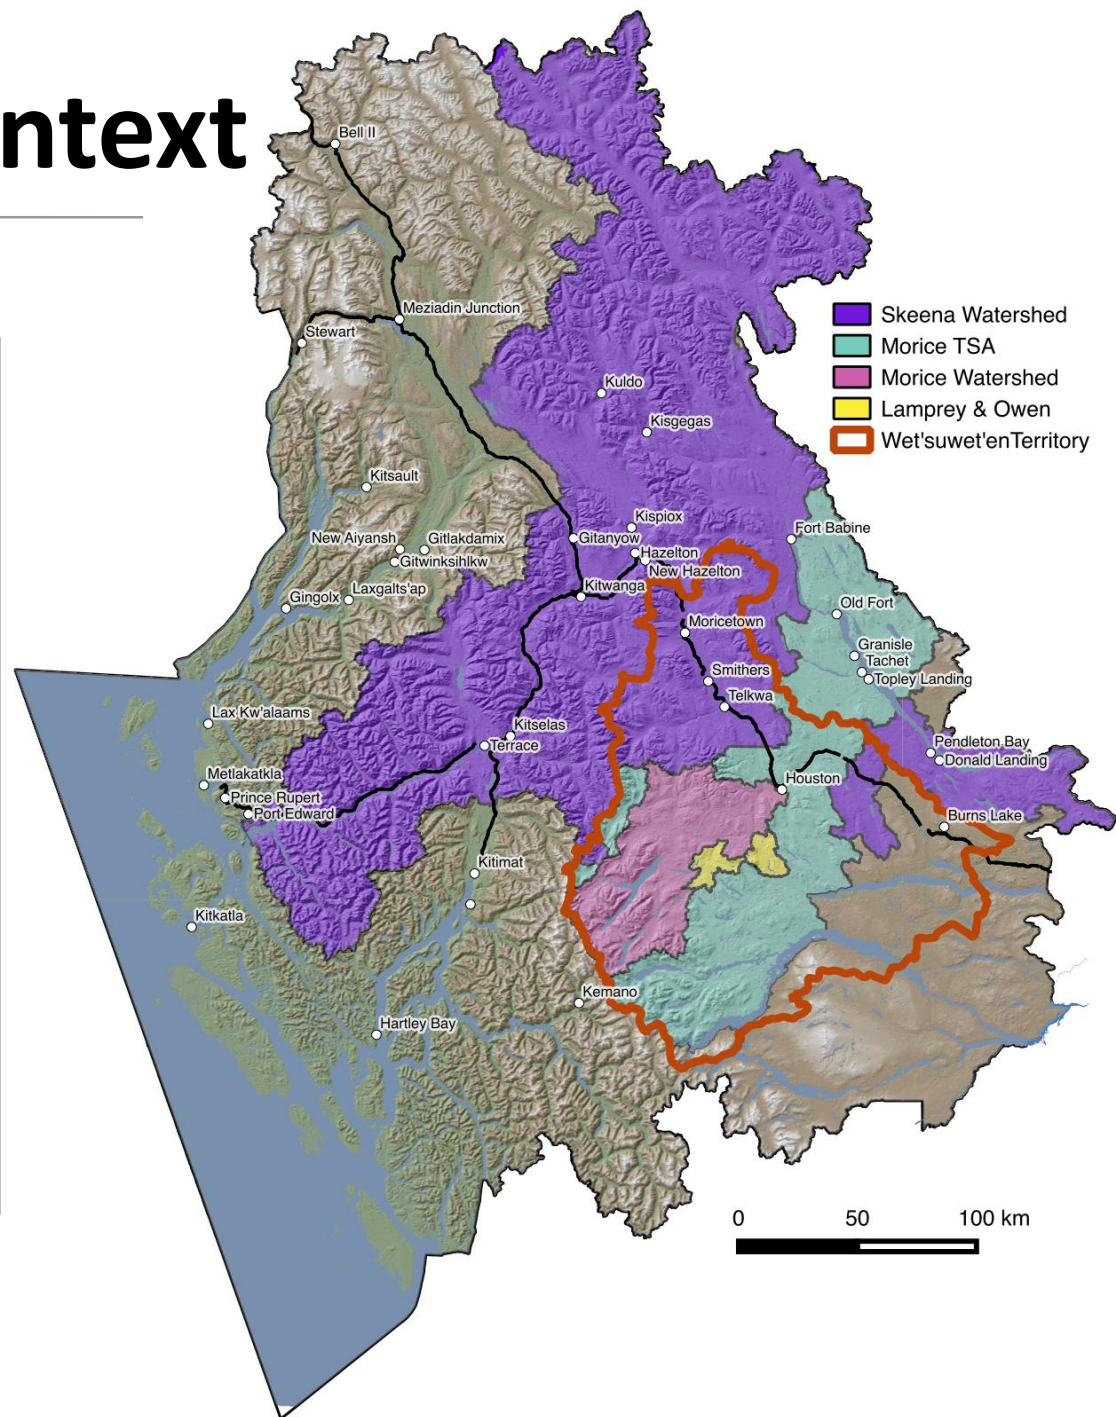 ntext
Bell II
Meziadin Junction
Stewart
Skeena Watershed
Morice TSA
Morice Watershed
Lamprey & Owen
Wet'suwet'enTerritory
Kuldo
Kisgegas
Kitsault
Kispiox
Fort Babine
New Aiyansh
Gitlakdamix
Gitanyow
Hazelton
Gitwinksihlkw
New Hazelton
Kitwanga
Laxgalts'ap
Gingolx
Old Fort
Moricetown
Granisle
Tachet
Smithers
Topley Landing
Telkwa
Lax Kw'alaams
Kitselas
Terrace
Pendleton Bay
Donald Landing
Metlakatkla
Houston
Prince Rupert
Port Edward
Burns Lake
Kitimat
Kitkatla
Kemano
Hartley Bay
0 50 100 km